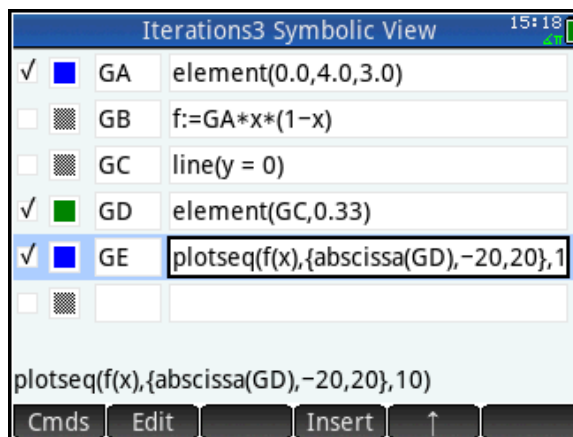 Iterations3 Symbolic View 15:18
∡π
√ GA element(0.0,4.0,3.0)
GB f:=GA*x*(1−x)
GC line(y = 0)
√ GD element(GC,0.33)
√ GE plotseq(f(x),{abscissa(GD),−20,20},1
plotseq(f(x),{abscissa(GD),−20,20},10)
Cmds Edit Insert ↑